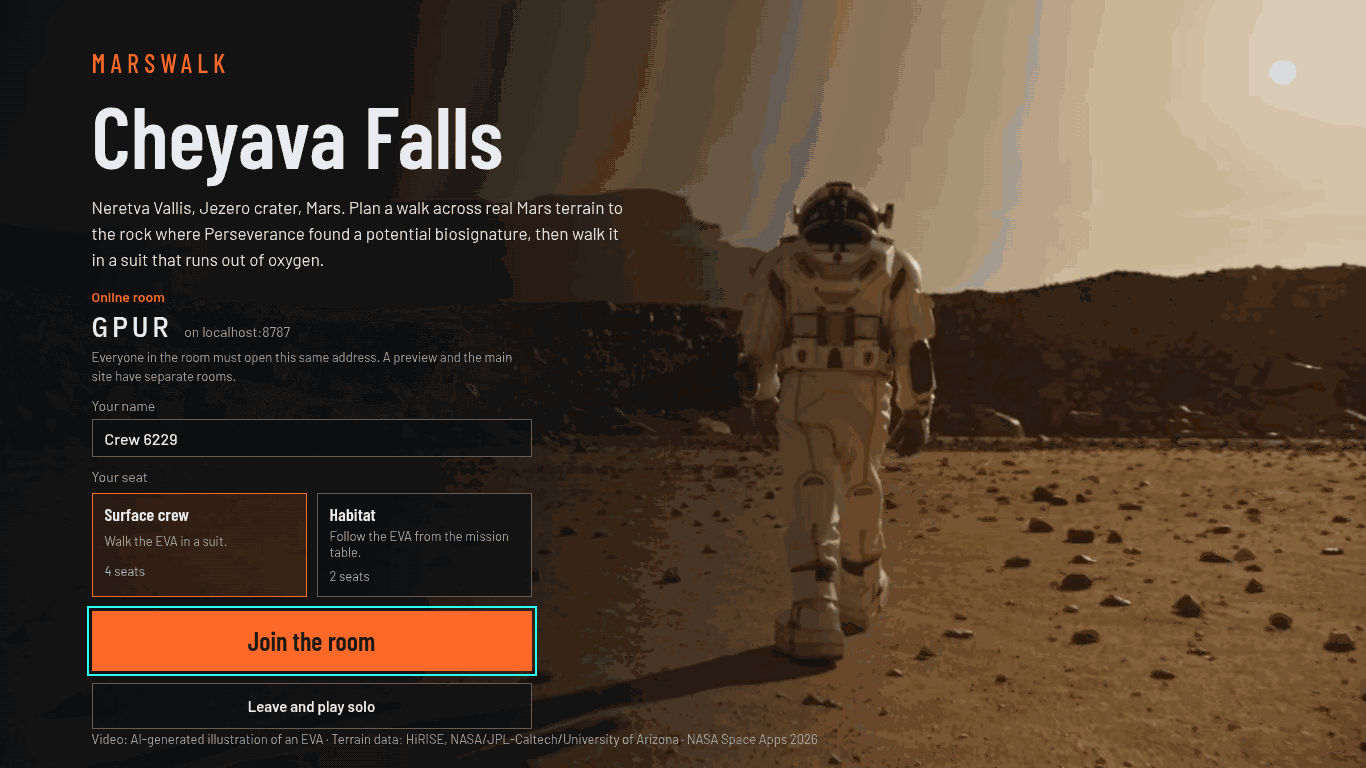 MARSWALK
Cheyava Falls
Neretva Vallis, Jezero crater, Mars. Plan a walk across real Mars terrain to
the rock where Perseverance found a potential biosignature, then walk it
in a suit that runs out of oxygen.
Online room
GPUR on localhost:8787
Everyone in the room must open this same address. A preview and the main
site have separate rooms.
Your name
Crew 6229
Your seat
Surface crew
Walk the EVA in a suit.
4 seats
Habitat
Follow the EVA from the mission
table.
2 seats
Join the room
Leave and play solo
Video: AI-generated illustration of an EVA · Terrain data: HiRISE, NASA/JPL-Caltech/University of Arizona · NASA Space Apps 2026